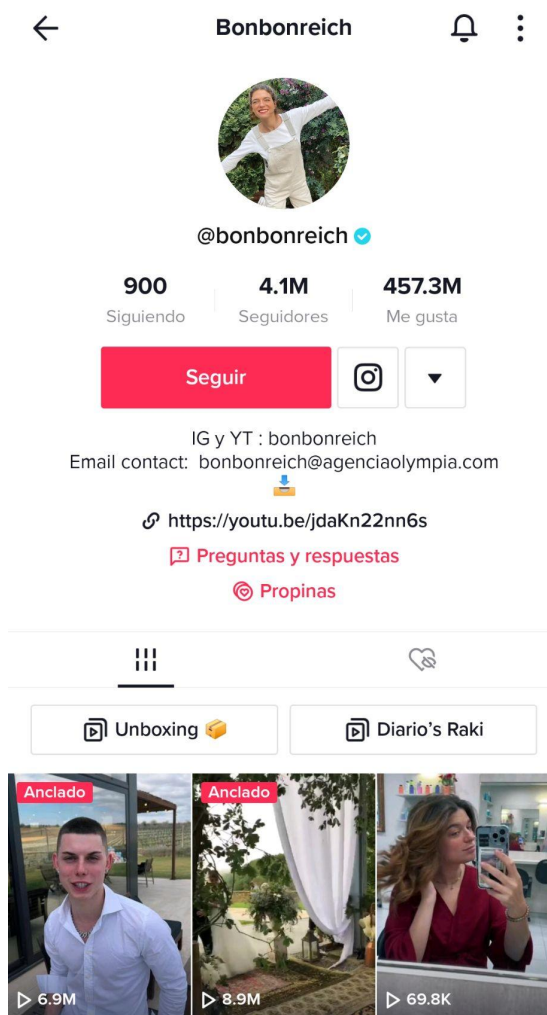 Bonbonreich
@bonbonreich
900
Siguiendo
4.1M
Seguidores
457.3M
Me gusta
Seguir
IG y YT : bonbonreich
Email contact: bonbonreich@agenciaolympia.com
https://youtu.be/jdaKn22nn6s
Preguntas y respuestas
Propinas
Unboxing
Diario's Raki
Anclado
Anclado
6.9M
8.9M
69.8K